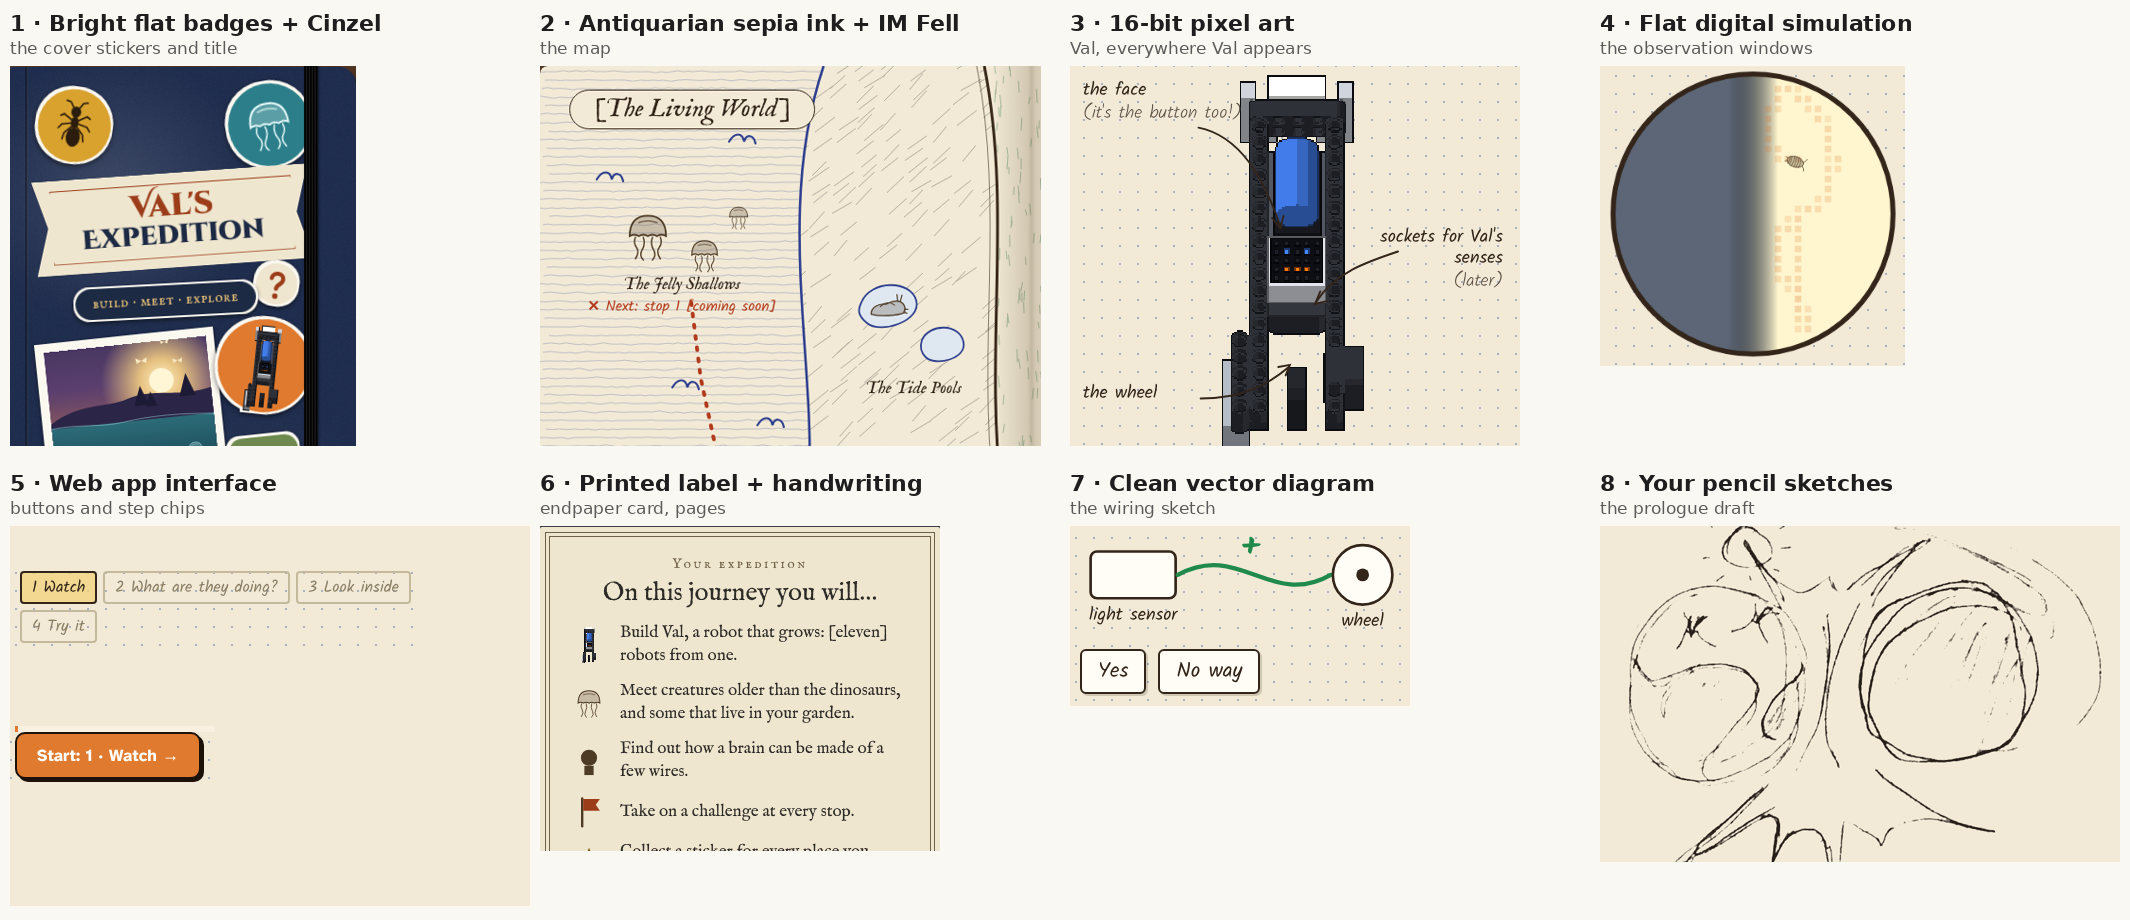 1 · Bright flat badges + Cinzel
the cover stickers and title
VAL'S
EXPEDITION
?
BUILD · MEET · EXPLORE
2 · Antiquarian sepia ink + IM Fell
the map
[The Living World]
The Jelly Shallows
✕ Next: stop 1 [coming soon]
The Tide Pools
3 · 16-bit pixel art
Val, everywhere Val appears
the face
(it's the button too!)
sockets for Val's
senses
(later)
the wheel
4 · Flat digital simulation
the observation windows
5 · Web app interface
buttons and step chips
1 Watch
2 What are they doing?
3 Look inside
4 Try it
Start: 1 · Watch →
6 · Printed label + handwriting
endpaper card, pages
Your expedition
On this journey you will...
Build Val, a robot that grows: [eleven]
robots from one.
Meet creatures older than the dinosaurs,
and some that live in your garden.
Find out how a brain can be made of a
few wires.
Take on a challenge at every stop.
Collect a sticker for every place you
7 · Clean vector diagram
the wiring sketch
+
light sensor
wheel
Yes
No way
8 · Your pencil sketches
the prologue draft